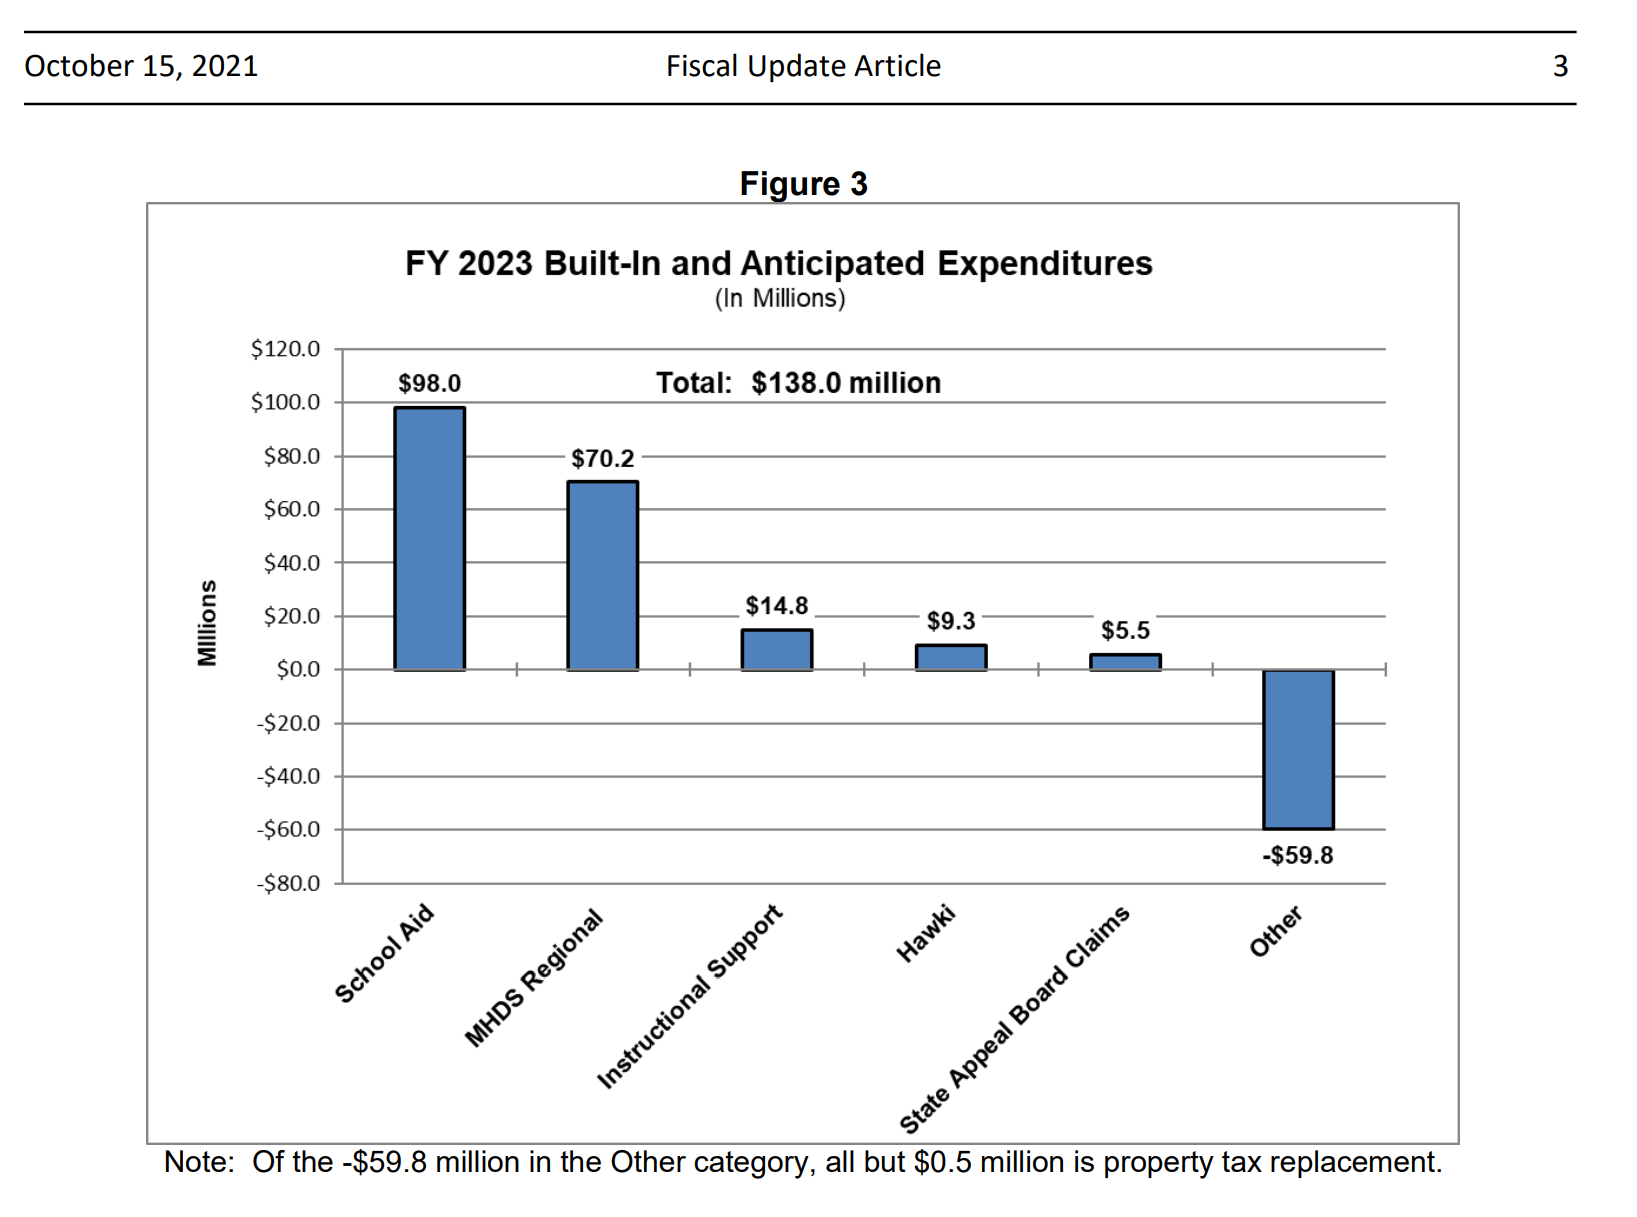 October 15, 2021 Fiscal Update Article 3
Figure 3
FY 2023 Built-In and Anticipated Expenditures
(In Millions)
Total: $138.0 million
MIllions
$120.0
$100.0
$80.0
$60.0
$40.0
$20.0
$0.0
-$20.0
-$40.0
-$60.0
-$80.0
$98.0
$70.2
$14.8
$9.3
$5.5
-$59.8
School Aid
MHDS Regional
Instructional Support
Hawki
State Appeal Board Claims
Other
Note: Of the -$59.8 million in the Other category, all but $0.5 million is property tax replacement.